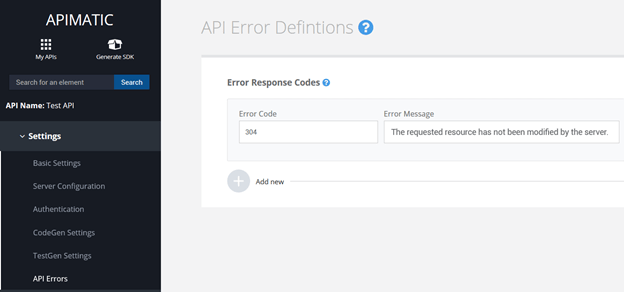 APIMATIC
My APIs
Generate SDK
Search for an element
Search
API Name: Test API
Settings
Basic Settings
Server Configuration
Authentication
CodeGen Settings
TestGen Settings
API Errors
API Error Defintions ?
Error Response Codes ?
Error Code
Error Message
304
The requested resource has not been modified by the server.
Add new